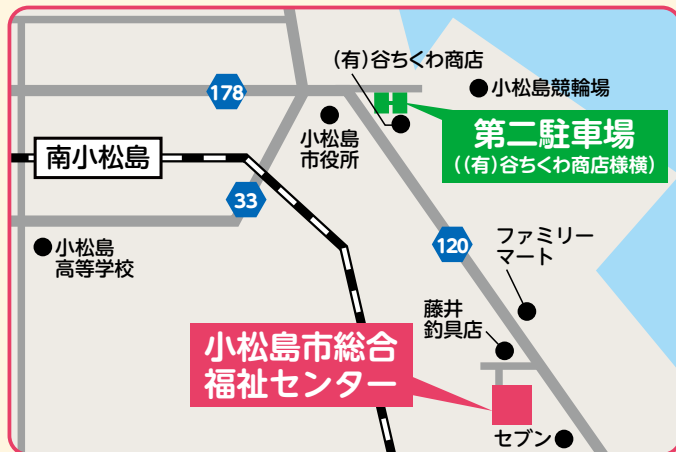 (有)谷ちくわ商店
小松島競輪場
178
第二駐車場
((有)谷ちくわ商店様横)
小松島
市役所
南小松島
33
小松島
高等学校
120
ファミリー
マート
藤井
釣具店
小松島市総合
福祉センター
セブン